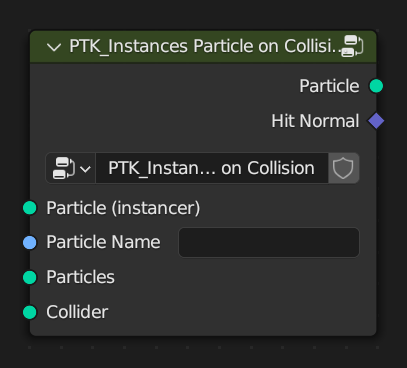 PTK_Instances Particle on Collisi...
Particle
Hit Normal
PTK_Instan... on Collision
Particle (instancer)
Particle Name
Particles
Collider